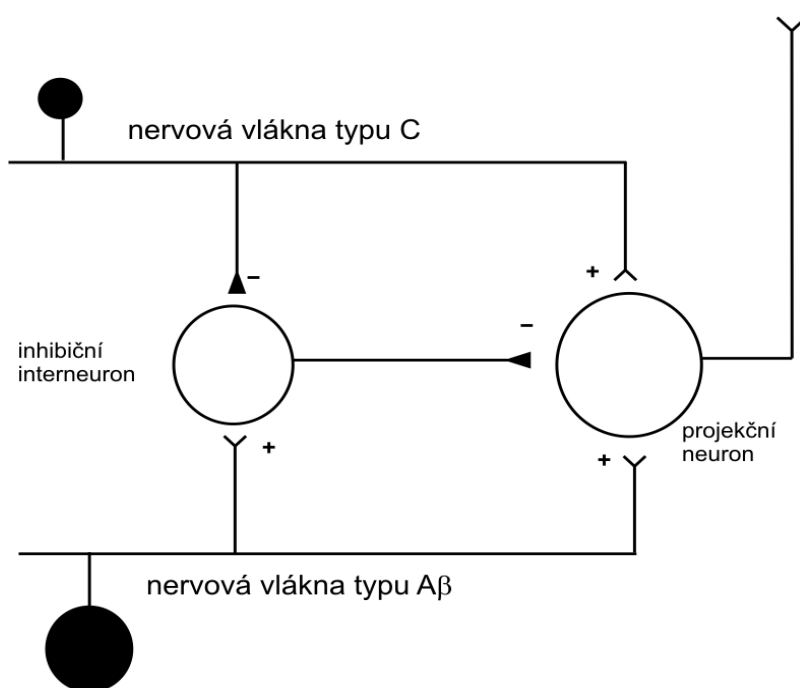 nervová vlákna typu C
–
+
–
inhibiční
interneuron
+
projekční
neuron
+
nervová vlákna typu Aβ